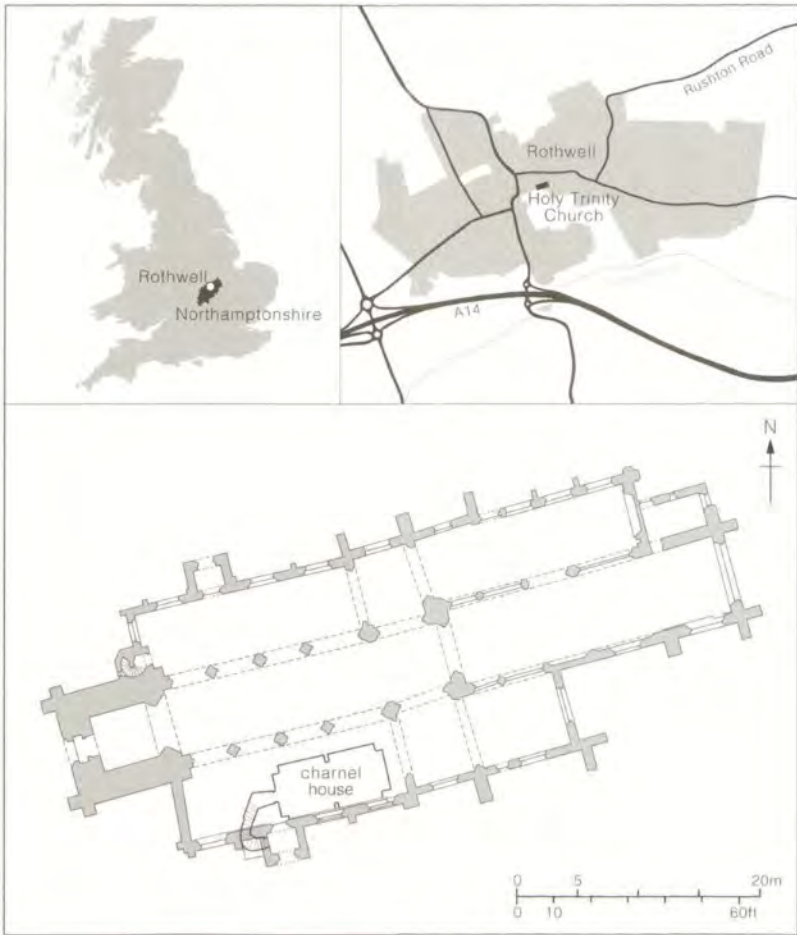 Rothwell
Northamptonshire
Rushton Road
Rothwell
Holy Trinity
Church
A14
N
charnel
house
0 5 20m
0 10 60ft